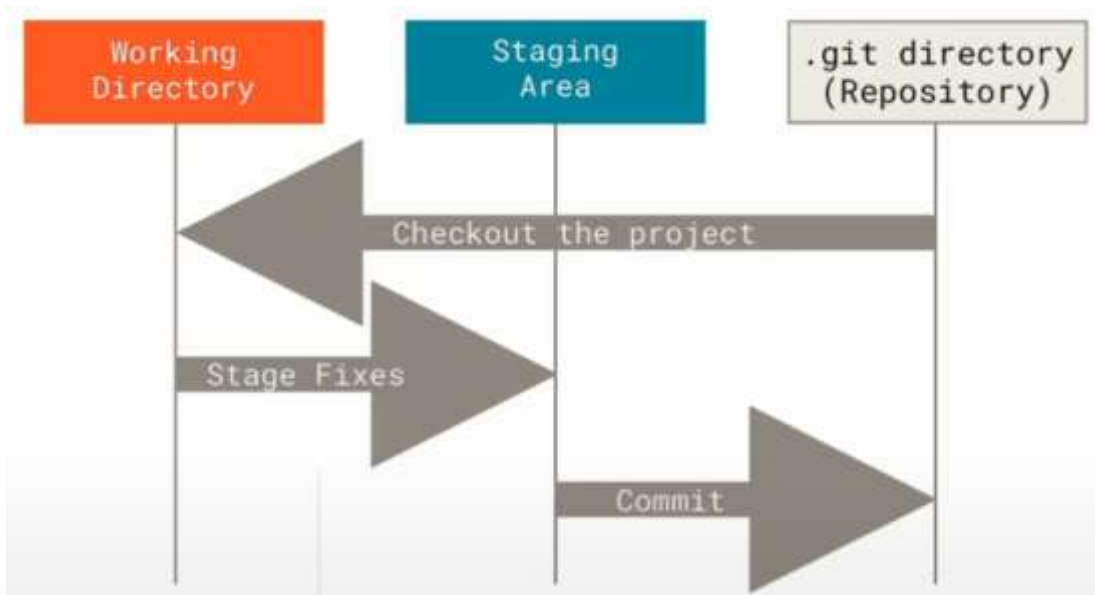 Working
Directory
Staging
Area
.git directory
(Repository)
Checkout the project
Stage Fixes
Commit